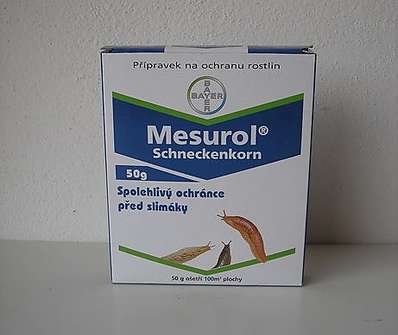 Přípravek na ochranu rostlin
BAYER
BAYER
Mesurol®
Schneckenkorn
50g
Spolehlivý ochránce
před slimáky
50 g ošetří 100m² plochy